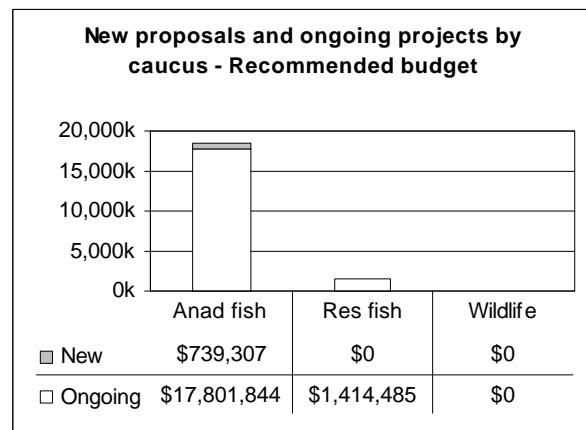 New proposals and ongoing projects by
caucus - Recommended budget
20,000k
15,000k
10,000k
5,000k
0k
Anad fish Res fish Wildlife
New $739,307 $0 $0
Ongoing $17,801,844 $1,414,485 $0